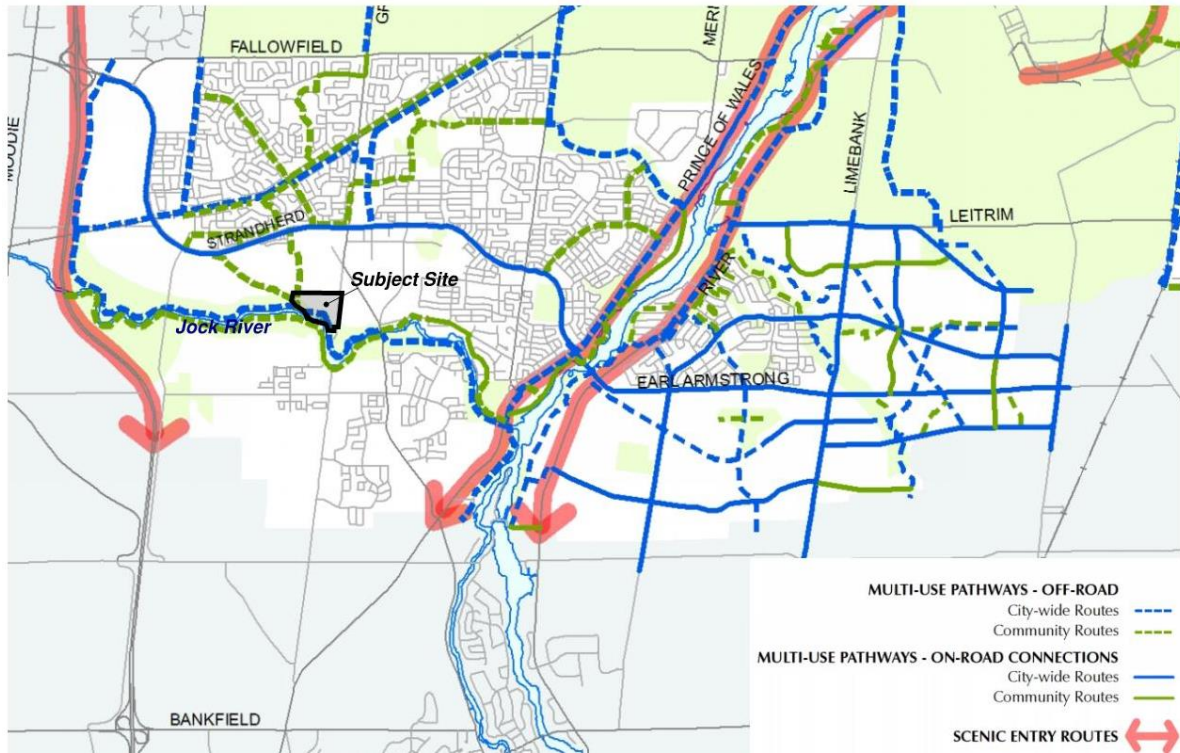 GR
FALLOWFIELD
MERI
MOODIE
PRINCE OF WALES
LIMEBANK
LEITRIM
STRANDHERD
RIVER
Subject Site
Jock River
EARL ARMSTRONG
BANKFIELD
MULTI-USE PATHWAYS - OFF-ROAD
City-wide Routes
Community Routes
MULTI-USE PATHWAYS - ON-ROAD CONNECTIONS
City-wide Routes
Community Routes
SCENIC ENTRY ROUTES